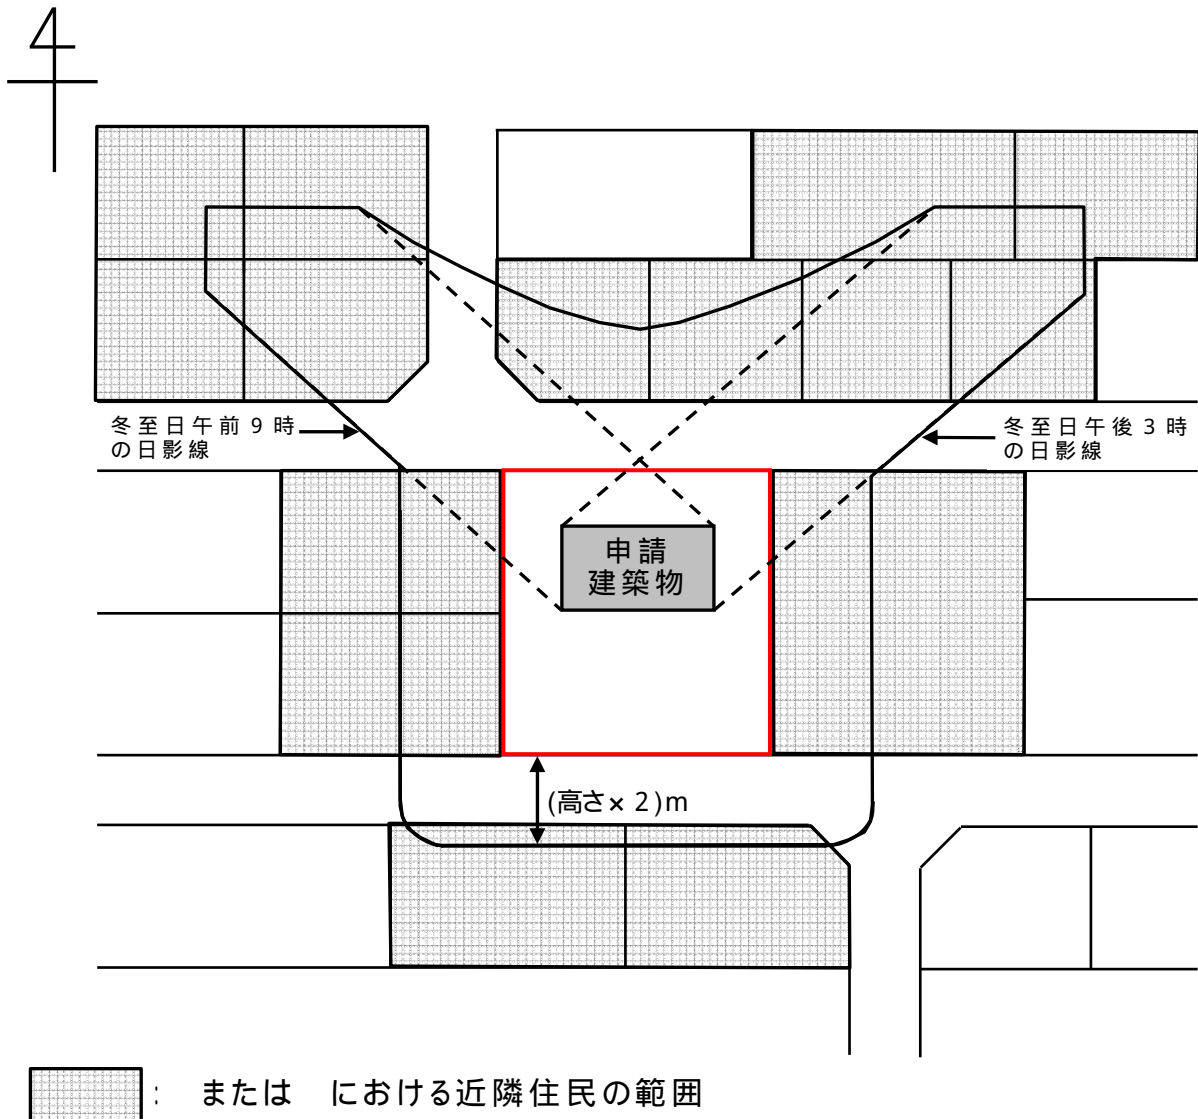 冬至日午前9時
の日影線
冬至日午後3時
の日影線
申請
建築物
(高さ×2)m
: または における近隣住民の範囲